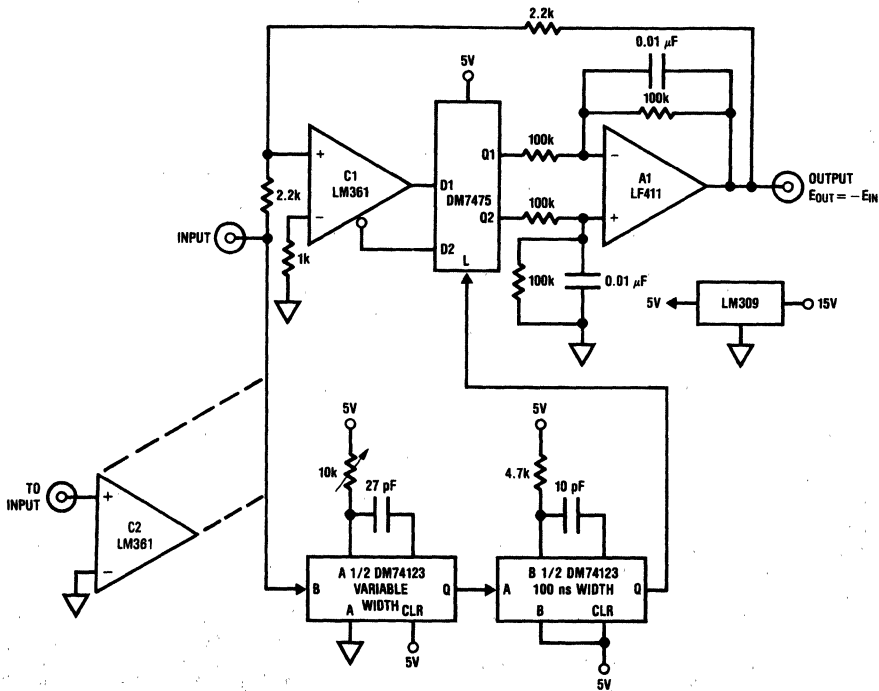 2.2k
0.01 µF
100k
5V
C1
LM361
+
−
2.2k
INPUT
1k
D1
D2
DM7475
Q1
Q2
L
100k
100k
A1
LF411
−
+
100k
0.01 µF
OUTPUT
EOUT = −EIN
5V
LM309
15V
TO
INPUT
+
−
C2
LM361
5V
10k
27 pF
B
A 1/2 DM74123
VARIABLE
WIDTH
Q
A
CLR
5V
5V
4.7k
10 pF
A
B 1/2 DM74123
100 ns WIDTH
Q
B
CLR
5V